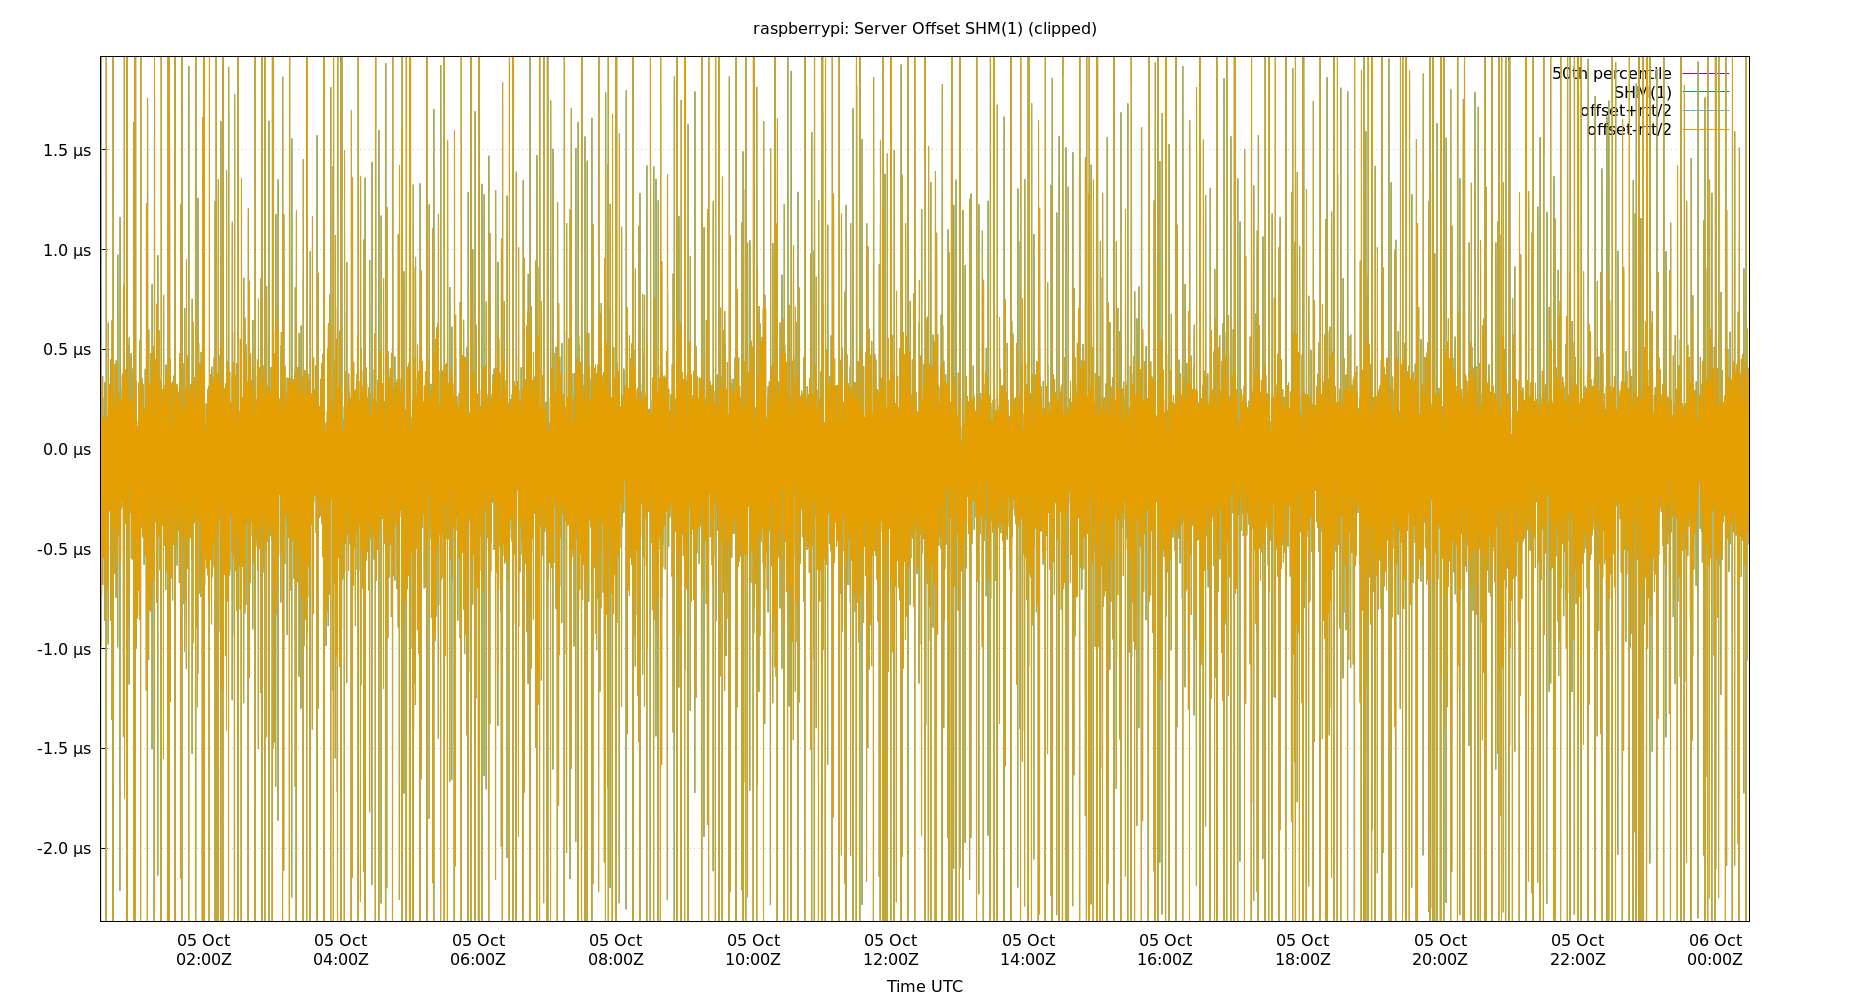 raspberrypi: Server Offset SHM(1) (clipped)
50th percentile
SHM(1)
offset+rtt/2
offset-rtt/2
1.5 µs
1.0 µs
0.5 µs
0.0 µs
-0.5 µs
-1.0 µs
-1.5 µs
-2.0 µs
05 Oct 05 Oct 05 Oct 05 Oct 05 Oct 05 Oct 05 Oct 05 Oct 05 Oct 05 Oct 05 Oct 06 Oct
02:00Z 04:00Z 06:00Z 08:00Z 10:00Z 12:00Z 14:00Z 16:00Z 18:00Z 20:00Z 22:00Z 00:00Z
Time UTC